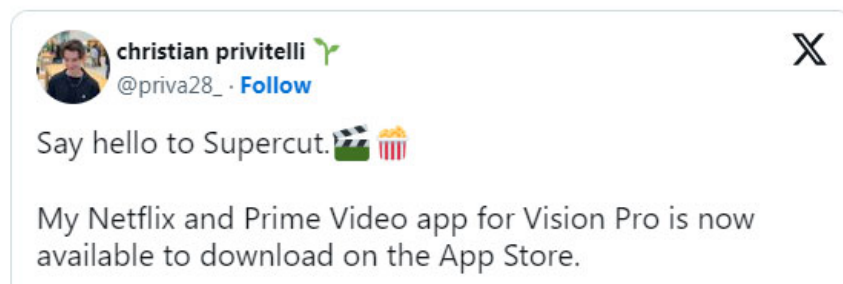 christian privitelli 🌱
@priva28_ · Follow
Say hello to Supercut.🎬🍿
My Netflix and Prime Video app for Vision Pro is now
available to download on the App Store.